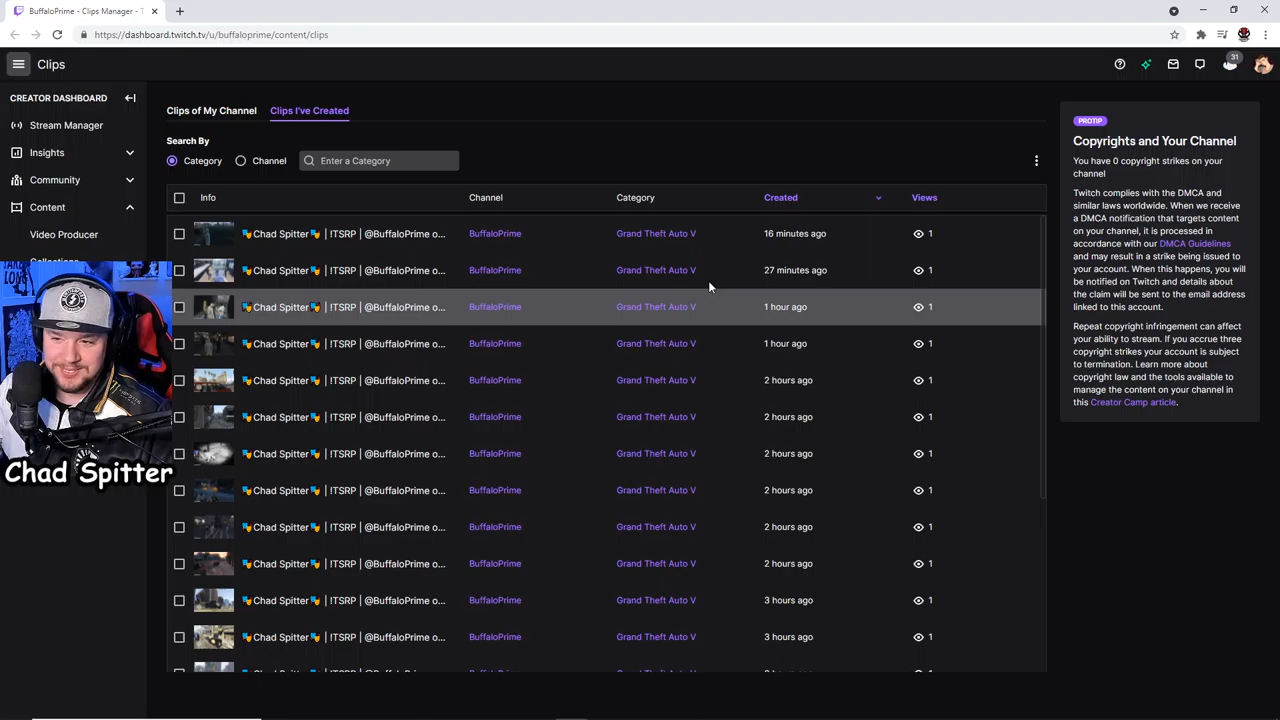 BuffaloPrime - Clips Manager - T
https://dashboard.twitch.tv/u/buffaloprime/content/clips
Clips
31
CREATOR DASHBOARD
Stream Manager
Insights
Community
Content
Video Producer
Clips of My Channel
Clips I've Created
Search By
Category
Channel
Enter a Category
Info
Channel
Category
Created
Views
🎭Chad Spitter🎭 | !TSRP | @BuffaloPrime o... BuffaloPrime Grand Theft Auto V 16 minutes ago 1
🎭Chad Spitter🎭 | !TSRP | @BuffaloPrime o... BuffaloPrime Grand Theft Auto V 27 minutes ago 1
🎭Chad Spitter🎭 | !TSRP | @BuffaloPrime o... BuffaloPrime Grand Theft Auto V 1 hour ago 1
🎭Chad Spitter🎭 | !TSRP | @BuffaloPrime o... BuffaloPrime Grand Theft Auto V 1 hour ago 1
🎭Chad Spitter🎭 | !TSRP | @BuffaloPrime o... BuffaloPrime Grand Theft Auto V 2 hours ago 1
🎭Chad Spitter🎭 | !TSRP | @BuffaloPrime o... BuffaloPrime Grand Theft Auto V 2 hours ago 1
🎭Chad Spitter🎭 | !TSRP | @BuffaloPrime o... BuffaloPrime Grand Theft Auto V 2 hours ago 1
🎭Chad Spitter🎭 | !TSRP | @BuffaloPrime o... BuffaloPrime Grand Theft Auto V 2 hours ago 1
🎭Chad Spitter🎭 | !TSRP | @BuffaloPrime o... BuffaloPrime Grand Theft Auto V 2 hours ago 1
🎭Chad Spitter🎭 | !TSRP | @BuffaloPrime o... BuffaloPrime Grand Theft Auto V 2 hours ago 1
🎭Chad Spitter🎭 | !TSRP | @BuffaloPrime o... BuffaloPrime Grand Theft Auto V 3 hours ago 1
🎭Chad Spitter🎭 | !TSRP | @BuffaloPrime o... BuffaloPrime Grand Theft Auto V 3 hours ago 1
PROTIP
Copyrights and Your Channel
You have 0 copyright strikes on your
channel
Twitch complies with the DMCA and
similar laws worldwide. When we receive
a DMCA notification that targets content
on your channel, it is processed in
accordance with our DMCA Guidelines
and may result in a strike being issued to
your account. When this happens, you will
be notified on Twitch and details about
the claim will be sent to the email address
linked to this account.
Repeat copyright infringement can affect
your ability to stream. If you accrue three
copyright strikes your account is subject
to termination. Learn more about
copyright law and the tools available to
manage the content on your channel in
this Creator Camp article.
Chad Spitter